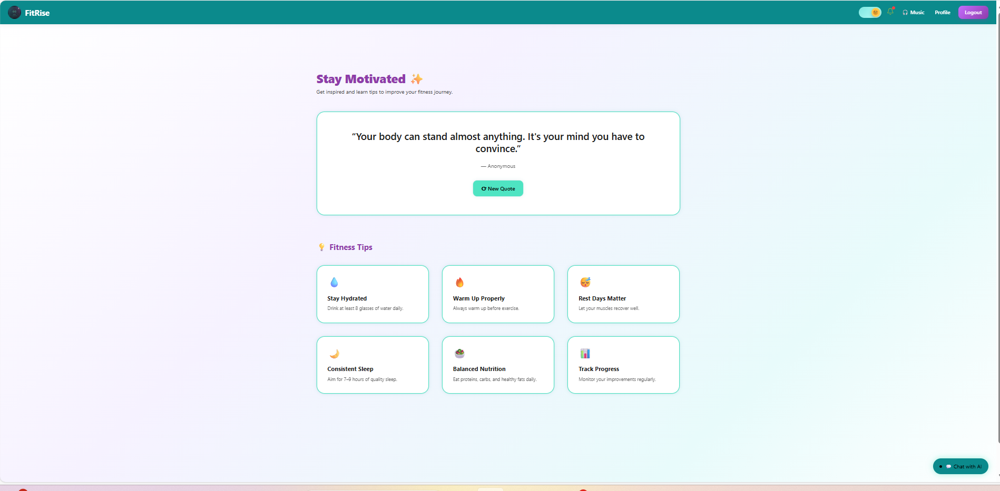 FitRise
Music
Profile
Logout
Stay Motivated ✨
Get inspired and learn tips to improve your fitness journey.
“Your body can stand almost anything. It's your mind you have to
convince.”
— Anonymous
⟳ New Quote
💡 Fitness Tips
Stay Hydrated
Drink at least 8 glasses of water daily.
Warm Up Properly
Always warm up before exercise.
Rest Days Matter
Let your muscles recover well.
Consistent Sleep
Aim for 7–9 hours of quality sleep.
Balanced Nutrition
Eat proteins, carbs, and healthy fats daily.
Track Progress
Monitor your improvements regularly.
Chat with AI